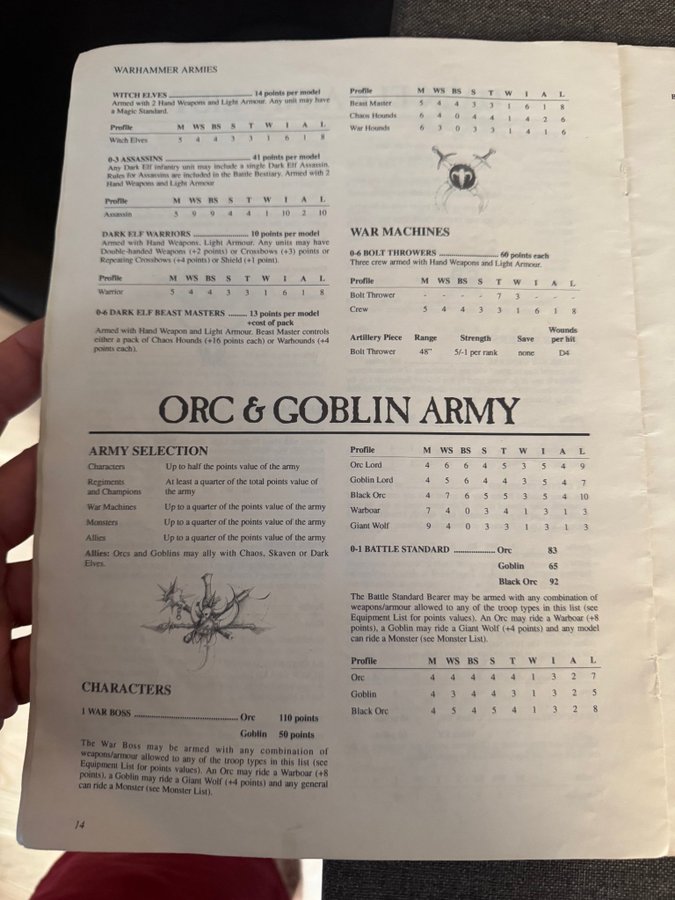 WARHAMMER ARMIES
WITCH ELVES 14 points per model
Armed with 2 Hand Weapons and Light Armour. Any unit may have
a Magic Standard.
Profile M WS BS S T W I A L
Witch Elves 5 4 4 3 3 1 6 1 8
0-3 ASSASSINS 41 points per model
Any Dark Elf infantry unit may include a single Dark Elf Assassin.
Rules for Assassins are included in the Battle Bestiary. Armed with 2
Hand Weapons and Light Armour
Profile M WS BS S T W I A L
Assassin 5 9 9 4 4 1 10 2 10
DARK ELF WARRIORS 10 points per model
Armed with Hand Weapons, Light Armour. Any units may have
Double-handed Weapons (+2 points) or Crossbows (+3) points or
Repeating Crossbows (+4 points) or Shield (+1 point).
Profile M WS BS S T W I A L
Warrior 5 4 4 3 3 1 6 1 8
0-6 DARK ELF BEAST MASTERS ........ 13 points per model
+cost of pack
Armed with Hand Weapon and Light Armour. Beast Master controls
either a pack of Chaos Hounds (+16 points each) or Warhounds (+4
points each).
Profile M WS BS S T W I A L
Beast Master 5 4 4 3 3 1 6 1 8
Chaos Hounds 6 4 0 4 4 1 4 2 6
War Hounds 6 3 0 3 3 1 4 1 6
WAR MACHINES
0-6 BOLT THROWERS 60 points each
Three crew armed with Hand Weapons and Light Armour.
Profile M WS BS S T W I A L
Bolt Thrower - - - - 7 3 - - -
Crew 5 4 4 3 3 1 6 1 8
Artillery Piece Range Strength Save Wounds per hit
Bolt Thrower 48" 5/-1 per rank none D4
ORC & GOBLIN ARMY
ARMY SELECTION
Characters Up to half the points value of the army
Regiments At least a quarter of the total points value of
and Champions the army
War Machines Up to a quarter of the points value of the army
Monsters Up to a quarter of the points value of the army
Allies Up to a quarter of the points value of the army
Allies: Orcs and Goblins may ally with Chaos, Skaven or Dark
Elves.
CHARACTERS
1 WAR BOSS Orc 110 points
Goblin 50 points
The War Boss may be armed with any combination of
weapons/armour allowed to any of the troop types in this list (see
Equipment List for points values). An Orc may ride a Warboar (+8
points), a Goblin may ride a Giant Wolf (+4 points) and any general
can ride a Monster (see Monster List).
Profile M WS BS S T W I A L
Orc Lord 4 6 6 4 5 3 5 4 9
Goblin Lord 4 5 6 4 4 3 5 4 7
Black Orc 4 7 6 5 5 3 5 4 10
Warboar 7 4 0 3 4 1 3 1 3
Giant Wolf 9 4 0 3 3 1 3 1 3
0-1 BATTLE STANDARD Orc 83
Goblin 65
Black Orc 92
The Battle Standard Bearer may be armed with any combination of
weapons/armour allowed to any of the troop types in this list (see
Equipment List for points values). An Orc may ride a Warboar (+8
points), a Goblin may ride a Giant Wolf (+4 points) and any model
can ride a Monster (see Monster List).
Profile M WS BS S T W I A L
Orc 4 4 4 4 4 1 3 2 7
Goblin 4 3 4 4 3 1 3 2 5
Black Orc 4 5 4 5 4 1 3 2 8
14